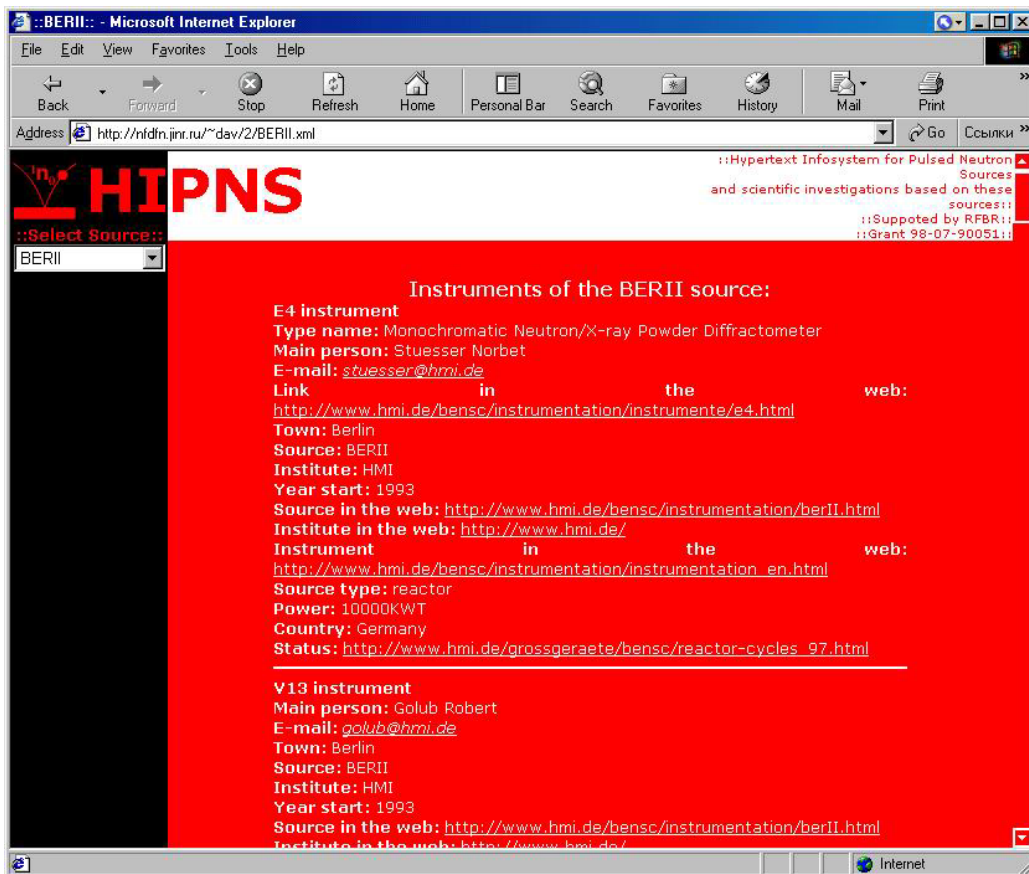 ::BERII:: - Microsoft Internet Explorer
File Edit View Favorites Tools Help
Back Forward Stop Refresh Home Personal Bar Search Favorites History Mail Print »
Address http://nfdfn.jinr.ru/~dav/2/BERII.xml Go Ссылки »
::Hypertext Infosystem for Pulsed Neutron
Sources
and scientific investigations based on these
sources::
::Suppoted by RFBR::
::Grant 98-07-90051::
HIPNS
::Select Source::
BERII
Instruments of the BERII source:
E4 instrument
Type name: Monochromatic Neutron/X-ray Powder Diffractometer
Main person: Stuesser Norbet
E-mail: stuesser@hmi.de
Link in the web:
http://www.hmi.de/bensc/instrumentation/instrumente/e4.html
Town: Berlin
Source: BERII
Institute: HMI
Year start: 1993
Source in the web: http://www.hmi.de/bensc/instrumentation/berII.html
Institute in the web: http://www.hmi.de/
Instrument in the web:
http://www.hmi.de/bensc/instrumentation/instrumentation_en.html
Source type: reactor
Power: 10000KWT
Country: Germany
Status: http://www.hmi.de/grossgeraete/bensc/reactor-cycles_97.html
V13 instrument
Main person: Golub Robert
E-mail: golub@hmi.de
Town: Berlin
Source: BERII
Institute: HMI
Year start: 1993
Source in the web: http://www.hmi.de/bensc/instrumentation/berII.html
Institute in the web: http://www.hmi.de/
Internet